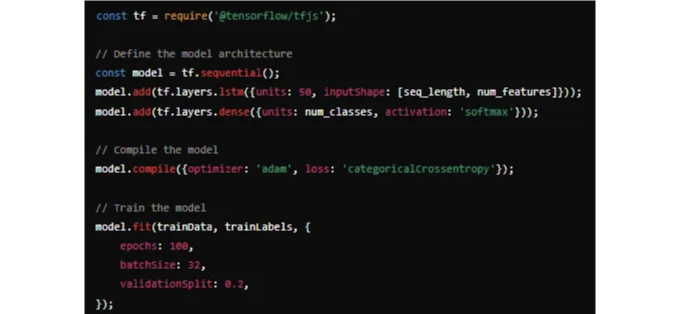 const tf = require('@tensorflow/tfjs');
// Define the model architecture
const model = tf.sequential();
model.add(tf.layers.lstm({units: 50, inputShape: [seq_length, num_features]}));
model.add(tf.layers.dense({units: num_classes, activation: 'softmax'}));
// Compile the model
model.compile({optimizer: 'adam', loss: 'categoricalCrossentropy'});
// Train the model
model.fit(trainData, trainLabels, {
epochs: 100,
batchSize: 32,
validationSplit: 0.2,
});